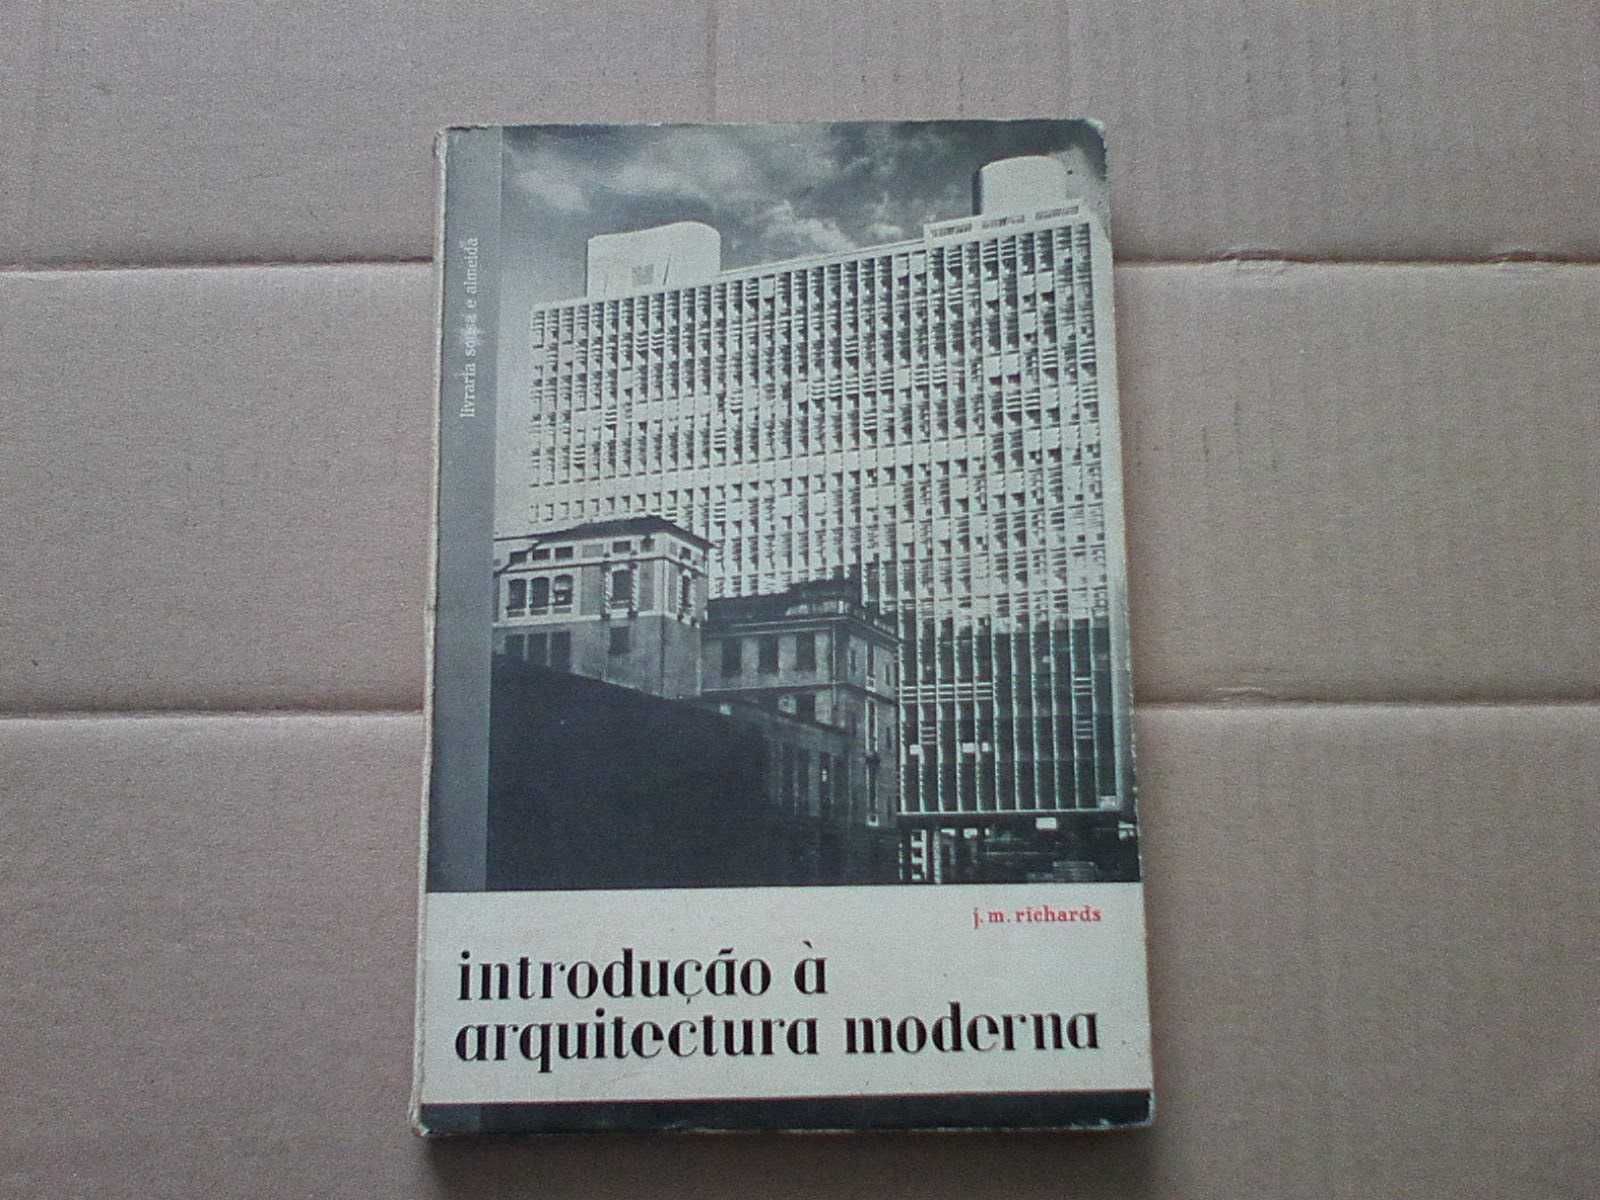 livraria sousa e almeida
j. m. richards
introdução à
arquitectura moderna